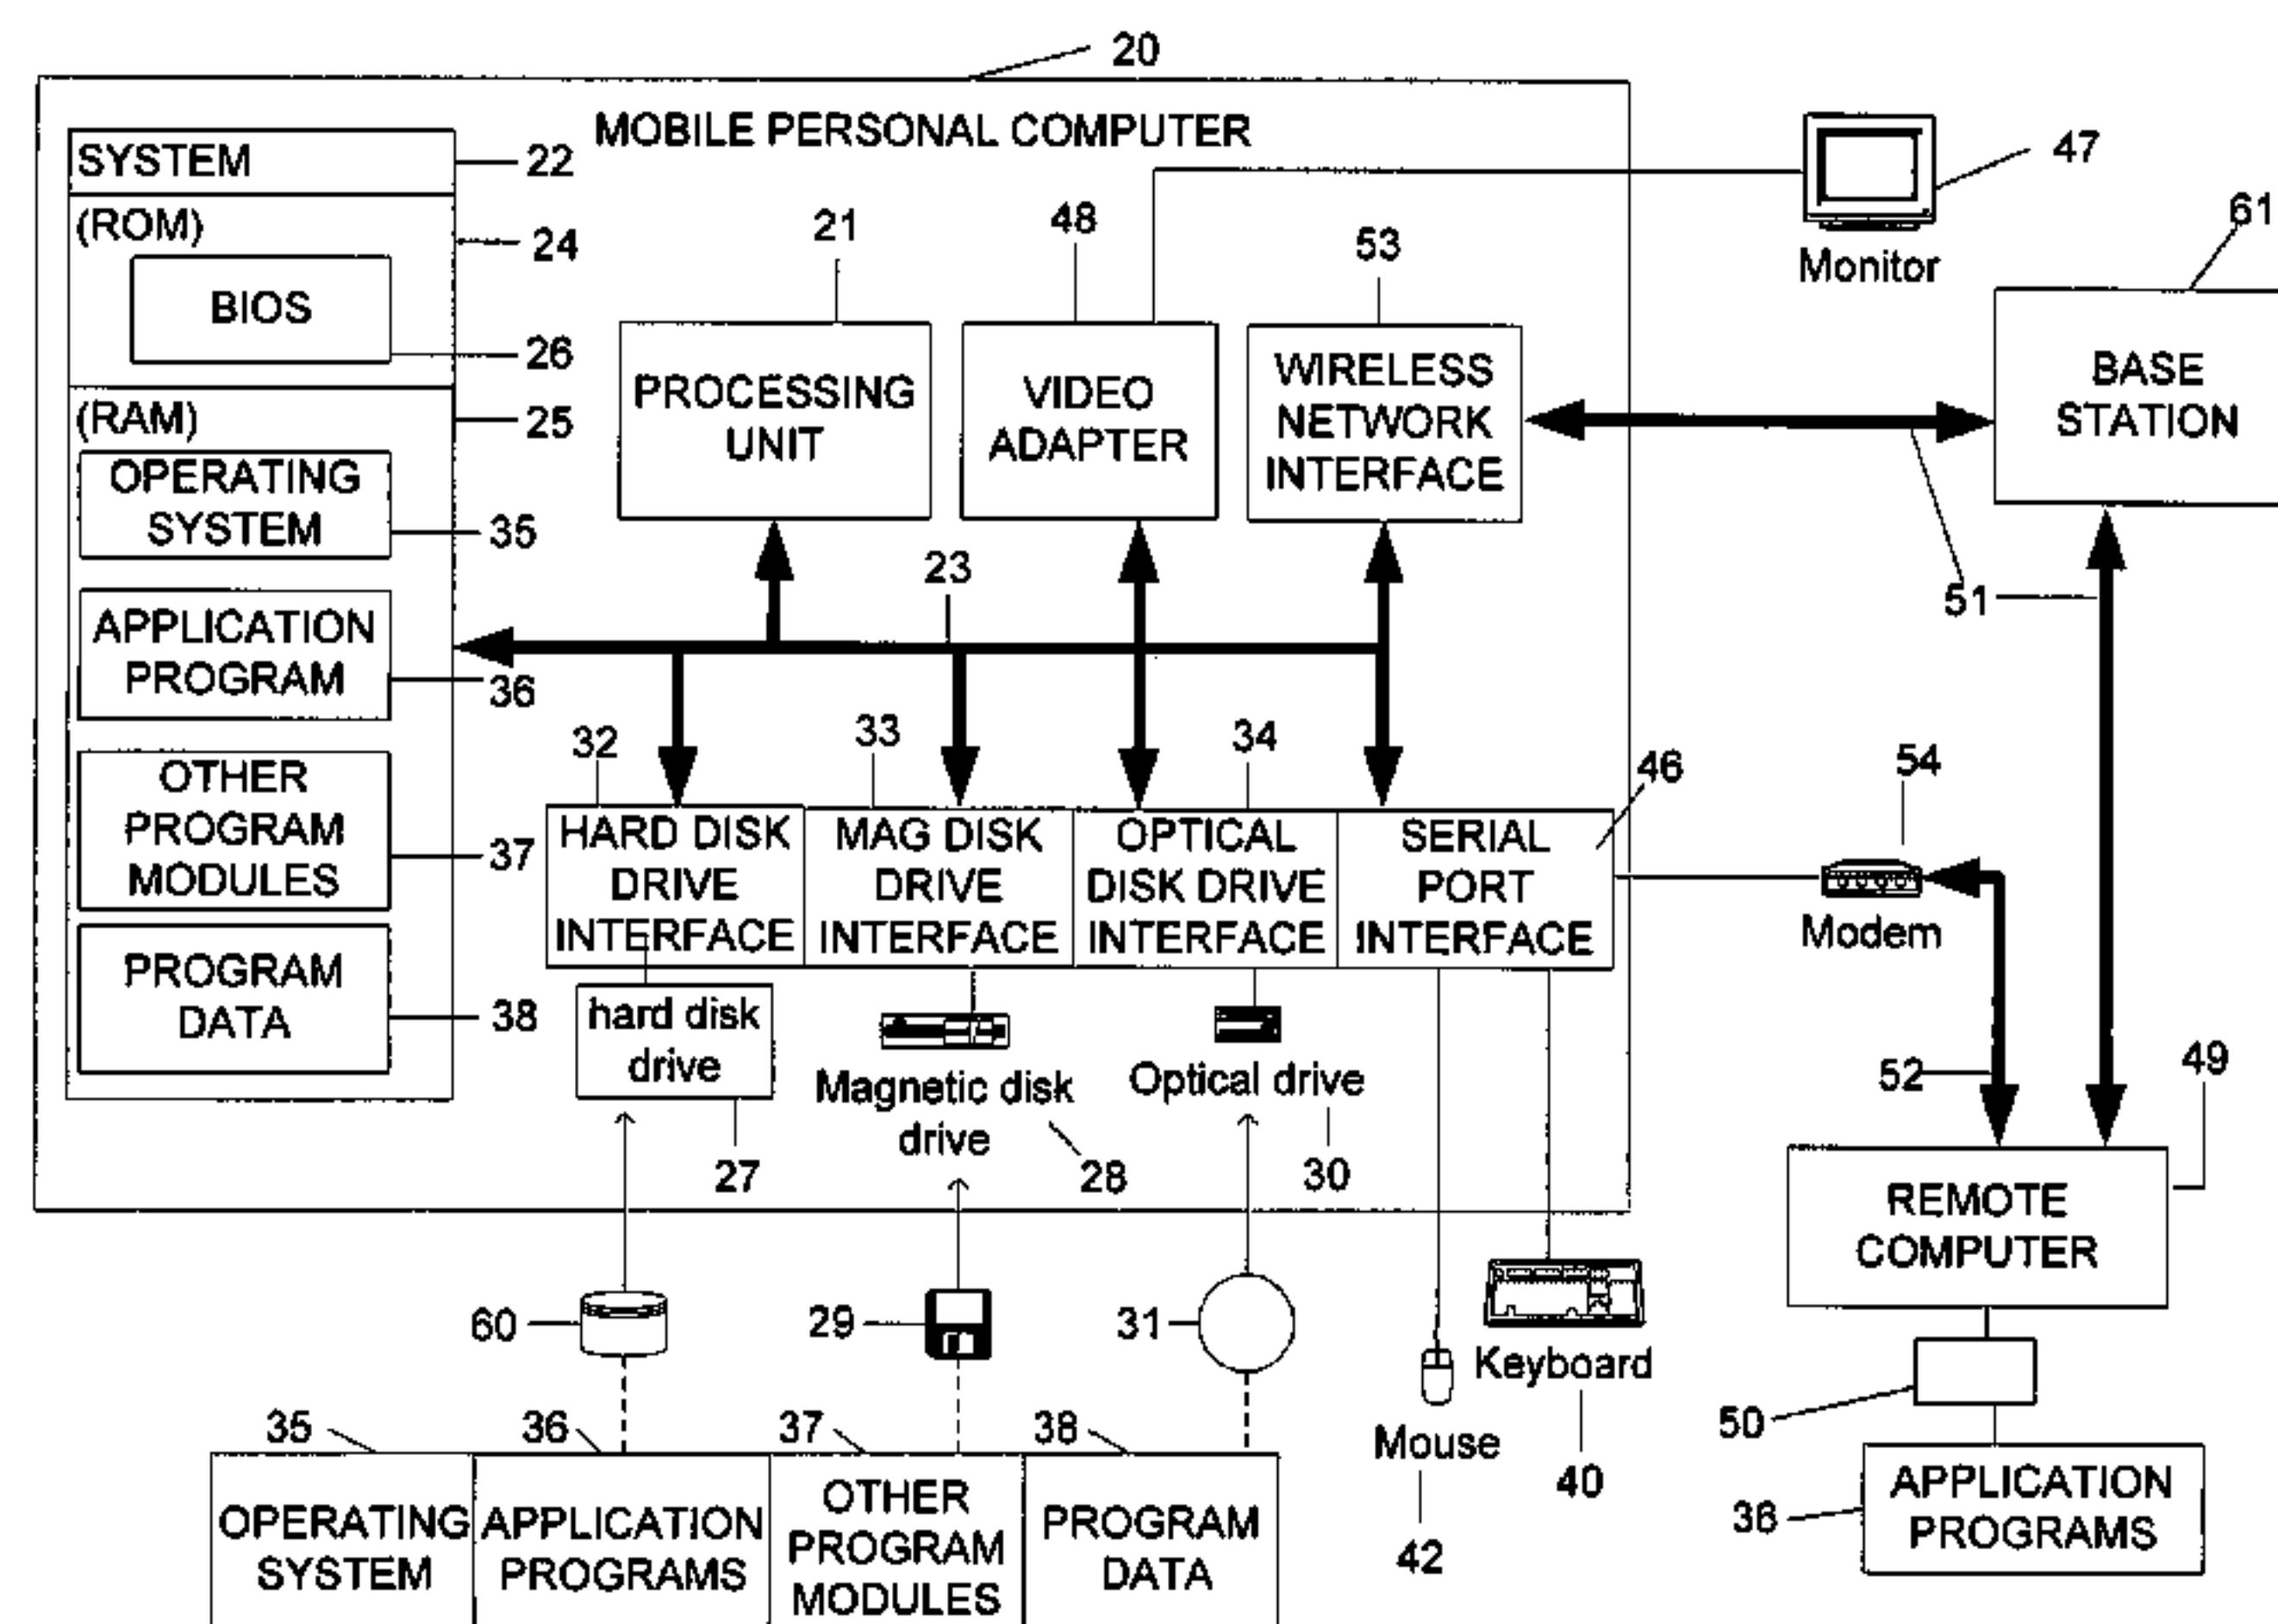 20
MOBILE PERSONAL COMPUTER
SYSTEM
22
(ROM)
24
BIOS
26
(RAM)
25
OPERATING
SYSTEM
35
APPLICATION
PROGRAM
36
OTHER
PROGRAM
MODULES
37
PROGRAM
DATA
38
21
PROCESSING
UNIT
48
VIDEO
ADAPTER
53
WIRELESS
NETWORK
INTERFACE
23
47
Monitor
61
BASE
STATION
51
32
HARD DISK
DRIVE
INTERFACE
33
MAG DISK
DRIVE
INTERFACE
34
OPTICAL
DISK DRIVE
INTERFACE
46
SERIAL
PORT
INTERFACE
54
Modem
hard disk
drive
27
Magnetic disk
drive
28
Optical drive
30
52
49
REMOTE
COMPUTER
60
29
31
Keyboard
40
Mouse
42
50
36
APPLICATION
PROGRAMS
35
OPERATING
SYSTEM
36
APPLICATION
PROGRAMS
37
OTHER
PROGRAM
MODULES
38
PROGRAM
DATA